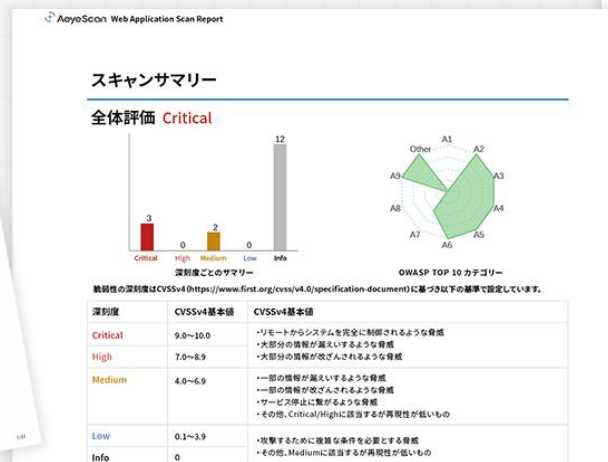 AeyeScan Web Application Scan Report
スキャンサマリー
全体評価 Critical
12
3
0
2
0
Critical High Medium Low Info
深刻度ごとのサマリー
A1
A2
A3
A4
A5
A6
A7
A8
A9
Other
OWASP TOP 10 カテゴリー
脆弱性の深刻度はCVSSv4(https://www.first.org/cvss/v4.0/specification-document)に基づき以下の基準で設定しています。
深刻度 CVSSv4基本値 CVSSv4基本値
Critical 9.0~10.0 ・リモートからシステムを完全に制御されるような脅威
・大部分の情報が漏えいするような脅威
High 7.0~8.9 ・大部分の情報が改ざんされるような脅威
Medium 4.0~6.9 ・一部の情報が漏えいするような脅威
・一部の情報が改ざんされるような脅威
・サービス停止に繋がるような脅威
・その他、Critical/Highに該当するが再現性が低いもの
Low 0.1~3.9 ・攻撃するために複雑な条件を必要とする脅威
・その他、Mediumに該当するが再現性が低いもの
Info 0